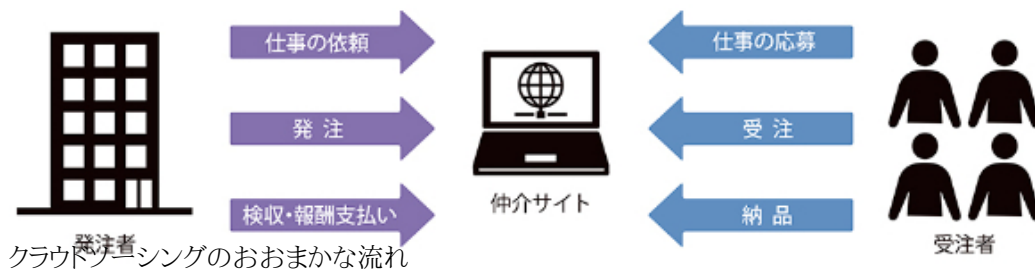 仕事の依頼
仕事の応募
発 注
受 注
検収・報酬支払い
納 品
仲介サイト
発注者
受注者
クラウドソーシングのおおまかな流れ